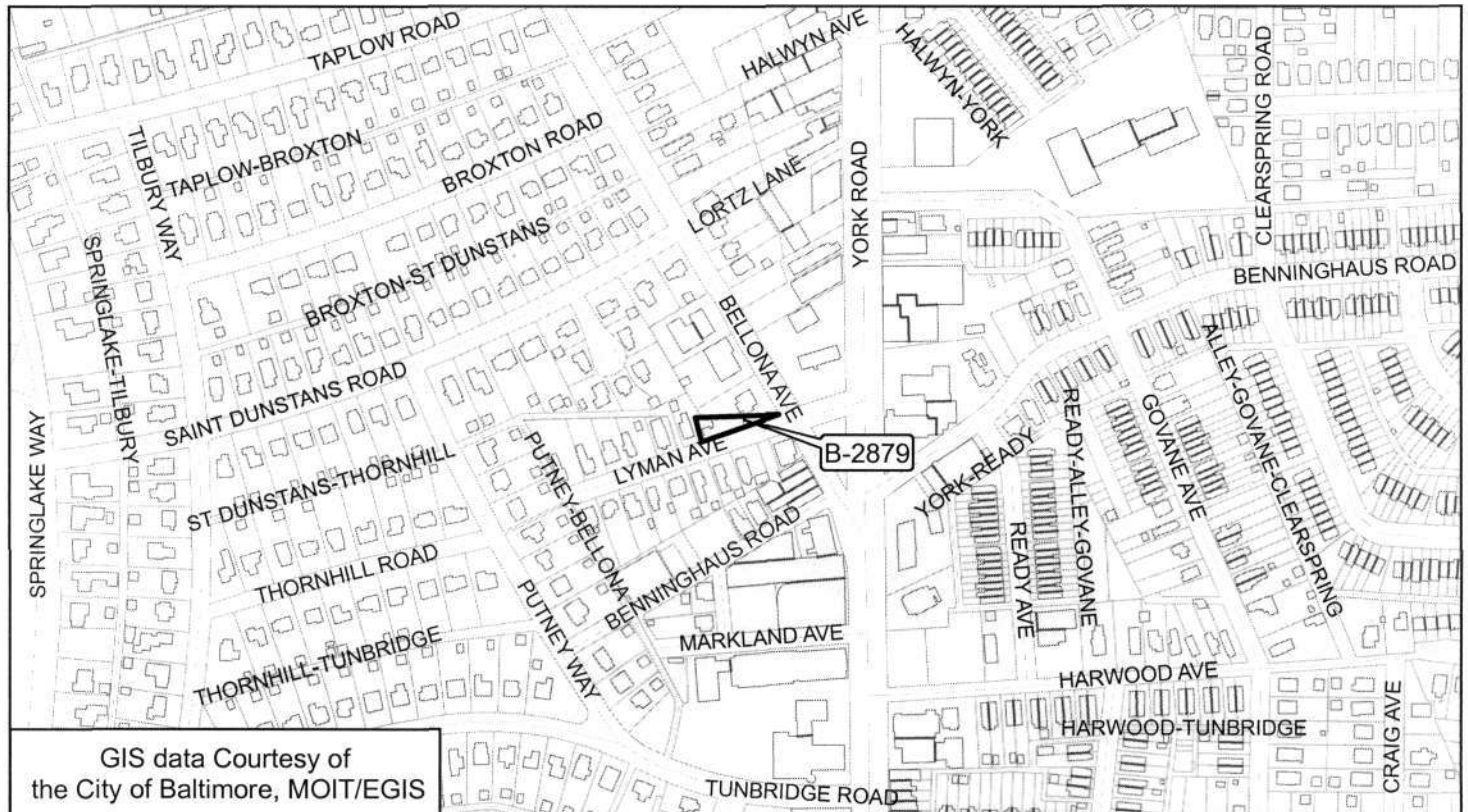 TAPLOW ROAD
HALWYN AVE
HALWYN-YORK
CLEARSPRING ROAD
TILBURY WAY
TAPLOW-BROXTON
BROXTON ROAD
LORTZ LANE
YORK ROAD
SPRINGLAKE-TILBURY
BROXTON-ST DUNSTANS
BENNINGHAUS ROAD
BELLONA AVE
SAINT DUNSTANS ROAD
SPRINGLAKE WAY
ST DUNSTANS-THORNHILL
PUTNEY-BELLONA
LYMAN AVE
B-2879
YORK-READY
READY-ALLEY-GOVANE
GOVANE AVE
ALLEY-GOVANE-CLEARSPRING
READY AVE
THORNHILL ROAD
BENNINGHAUS ROAD
PUTNEY WAY
MARKLAND AVE
THORNHILL-TUNBRIDGE
HARWOOD AVE
HARWOOD-TUNBRIDGE
CRAIG AVE
TUNBRIDGE ROAD
GIS data Courtesy of
the City of Baltimore, MOIT/EGIS